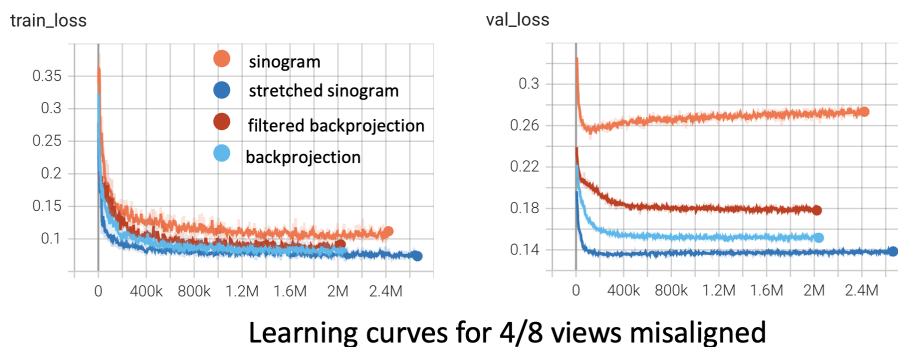 train_loss
val_loss
0.35
0.3
0.25
0.2
0.15
0.1
0 400k 800k 1.2M 1.6M 2M 2.4M
sinogram
stretched sinogram
filtered backprojection
backprojection
0.3
0.26
0.22
0.18
0.14
0 400k 800k 1.2M 1.6M 2M 2.4M
Learning curves for 4/8 views misaligned